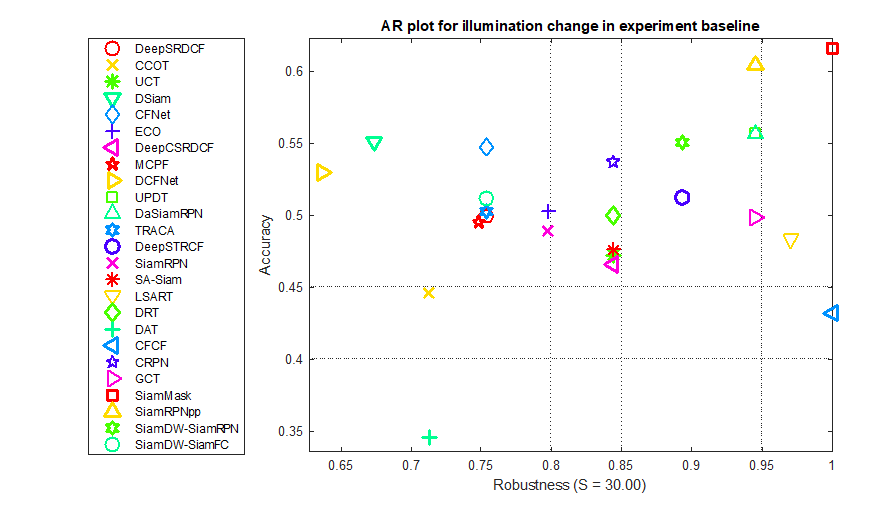 AR plot for illumination change in experiment baseline
DeepSRDCF
CCOT
UCT
DSiam
CFNet
ECO
DeepCSRDCF
MCPF
DCFNet
UPDT
DaSiamRPN
TRACA
DeepSTRCF
SiamRPN
SA-Siam
LSART
DRT
DAT
CFCF
CRPN
GCT
SiamMask
SiamRPNpp
SiamDW-SiamRPN
SiamDW-SiamFC
Accuracy
0.6
0.55
0.5
0.45
0.4
0.35
0.65 0.7 0.75 0.8 0.85 0.9 0.95 1
Robustness (S = 30.00)